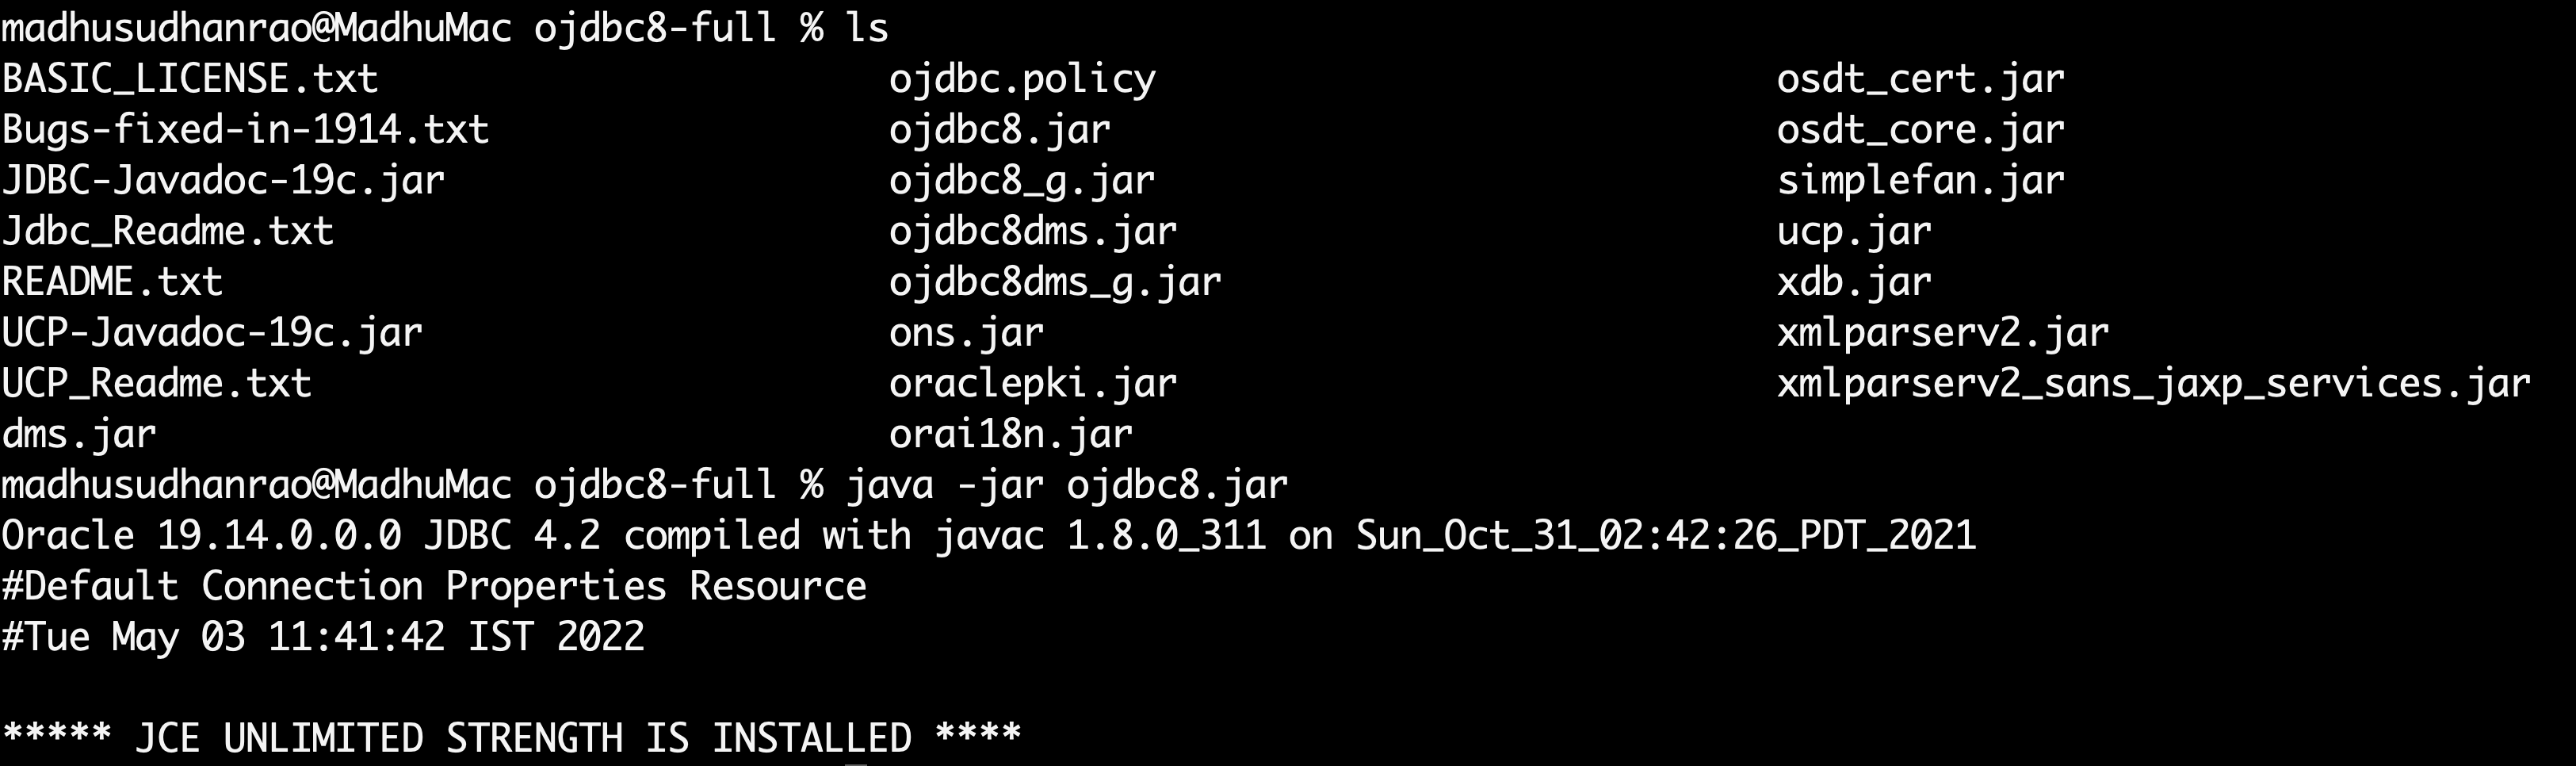 madhusudhanrao@MadhuMac ojdbc8-full % ls
BASIC_LICENSE.txt ojdbc.policy osdt_cert.jar
Bugs-fixed-in-1914.txt ojdbc8.jar osdt_core.jar
JDBC-Javadoc-19c.jar ojdbc8_g.jar simplefan.jar
Jdbc_Readme.txt ojdbc8dms.jar ucp.jar
README.txt ojdbc8dms_g.jar xdb.jar
UCP-Javadoc-19c.jar ons.jar xmlparserv2.jar
UCP_Readme.txt oraclepki.jar xmlparserv2_sans_jaxp_services.jar
dms.jar orai18n.jar
madhusudhanrao@MadhuMac ojdbc8-full % java -jar ojdbc8.jar
Oracle 19.14.0.0.0 JDBC 4.2 compiled with javac 1.8.0_311 on Sun_Oct_31_02:42:26_PDT_2021
#Default Connection Properties Resource
#Tue May 03 11:41:42 IST 2022
***** JCE UNLIMITED STRENGTH IS INSTALLED ****